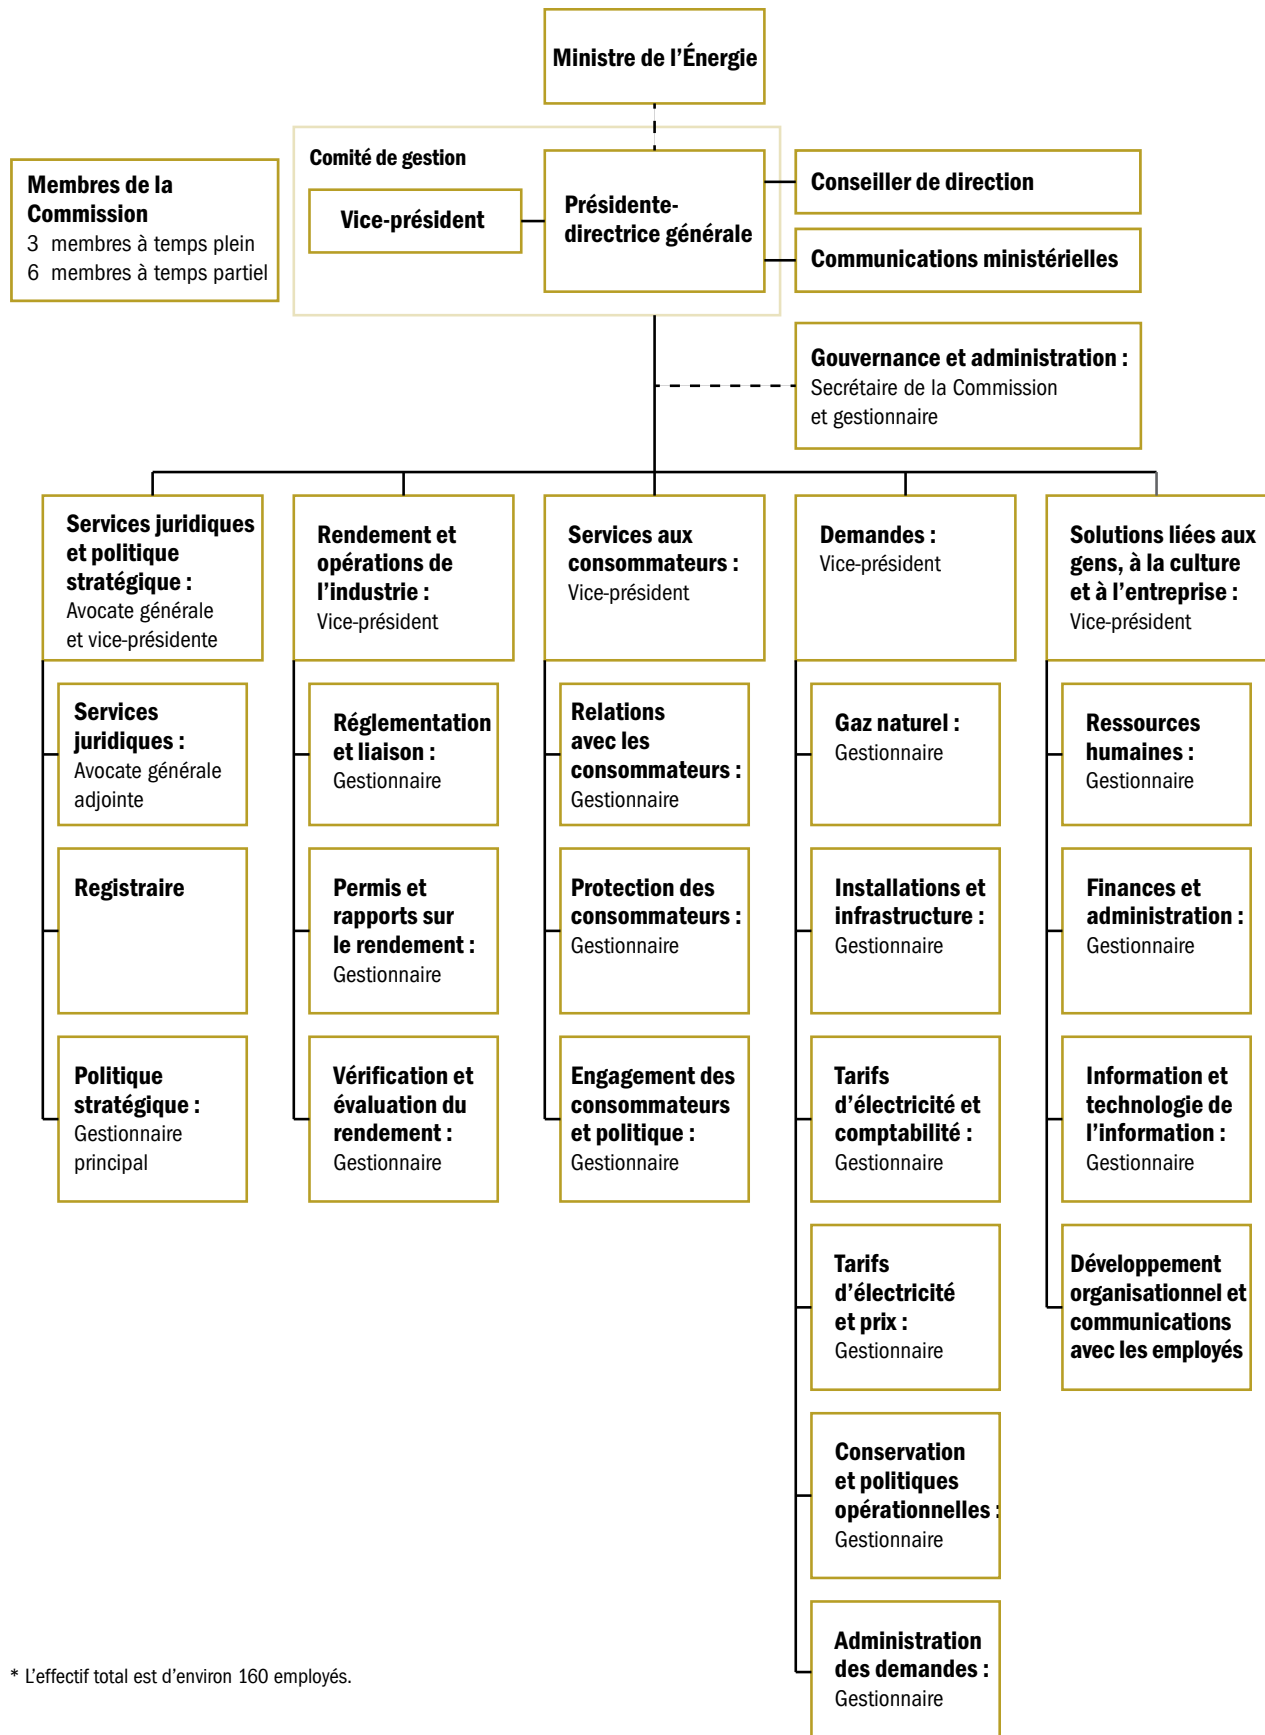 Ministre de l'Énergie
Membres de la
Commission
3 membres à temps plein
6 membres à temps partiel
Comité de gestion
Vice-président
Présidente-
directrice générale
Conseiller de direction
Communications ministérielles
Gouvernance et administration :
Secrétaire de la Commission
et gestionnaire
Services juridiques
et politique
stratégique :
Avocate générale
et vice-présidente
Services
juridiques :
Avocate générale
adjointe
Registraire
Politique
stratégique :
Gestionnaire
principal
Rendement et
opérations de
l'industrie :
Vice-président
Réglementation
et liaison :
Gestionnaire
Permis et
rapports sur
le rendement :
Gestionnaire
Vérification et
évaluation du
rendement :
Gestionnaire
Services aux
consommateurs :
Vice-président
Relations
avec les
consommateurs :
Gestionnaire
Protection des
consommateurs :
Gestionnaire
Engagement des
consommateurs
et politique :
Gestionnaire
Demandes :
Vice-président
Gaz naturel :
Gestionnaire
Installations et
infrastructure :
Gestionnaire
Tarifs
d'électricité et
comptabilité :
Gestionnaire
Tarifs
d'électricité
et prix :
Gestionnaire
Conservation
et politiques
opérationnelles :
Gestionnaire
Administration
des demandes :
Gestionnaire
Solutions liées aux
gens, à la culture
et à l'entreprise :
Vice-président
Ressources
humaines :
Gestionnaire
Finances et
administration :
Gestionnaire
Information et
technologie de
l'information :
Gestionnaire
Développement
organisationnel et
communications
avec les employés
* L'effectif total est d'environ 160 employés.